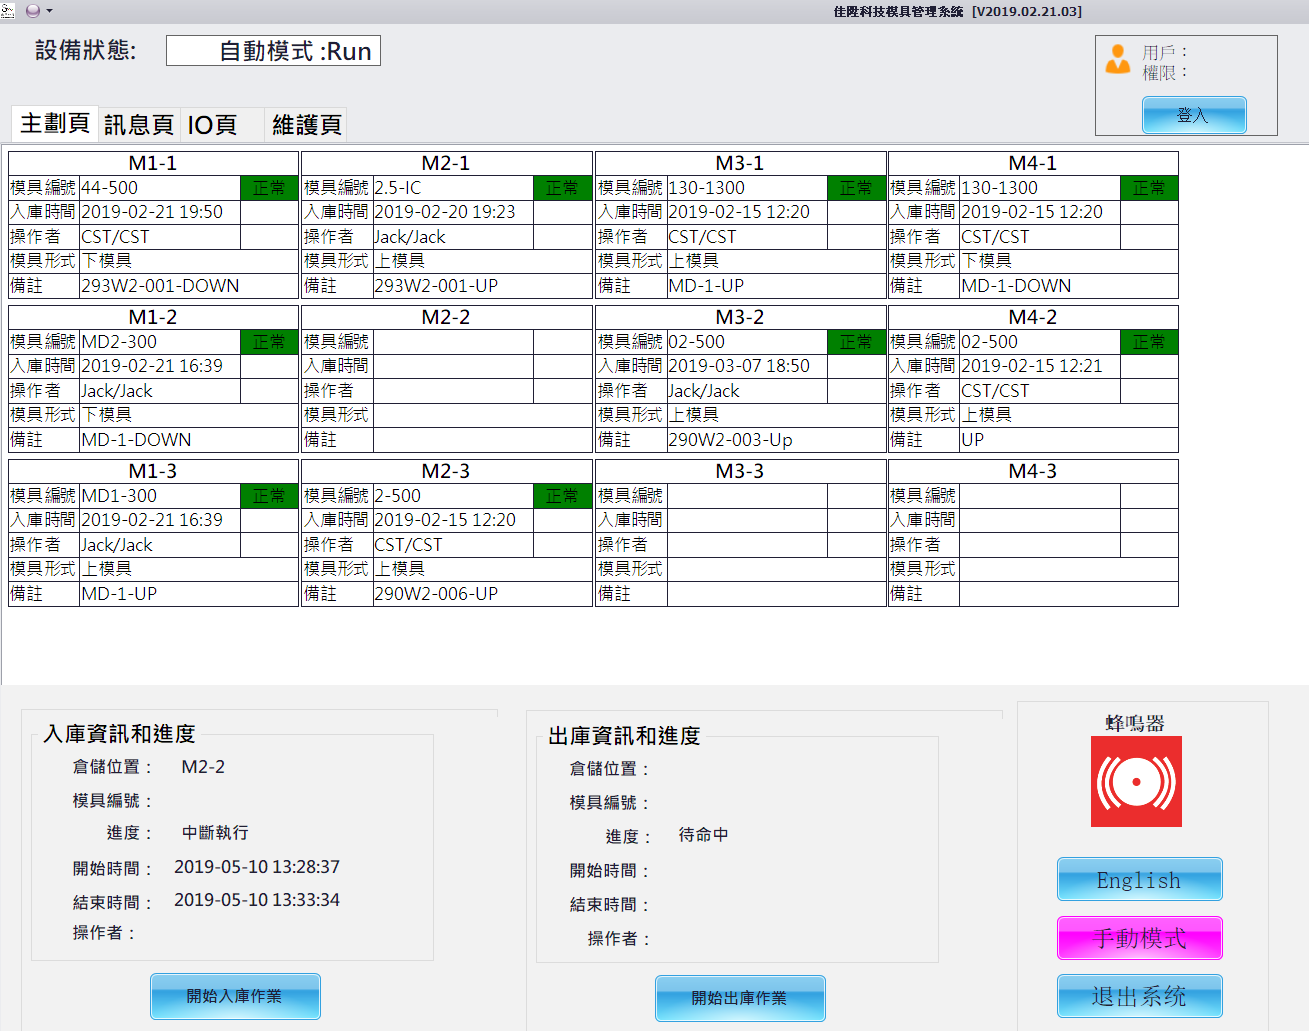 佳陞科技模具管理系統 [V2019.02.21.03]
設備狀態:
自動模式 :Run
用戶：
權限：
登入
主劃頁 訊息頁 IO頁 維護頁
M1-1 M2-1 M3-1 M4-1
模具編號 44-500 正常 模具編號 2.5-IC 正常 模具編號 130-1300 正常 模具編號 130-1300 正常
入庫時間 2019-02-21 19:50 入庫時間 2019-02-20 19:23 入庫時間 2019-02-15 12:20 入庫時間 2019-02-15 12:20
操作者 CST/CST 操作者 Jack/Jack 操作者 CST/CST 操作者 CST/CST
模具形式 下模具 模具形式 上模具 模具形式 上模具 模具形式 下模具
備註 293W2-001-DOWN 備註 293W2-001-UP 備註 MD-1-UP 備註 MD-1-DOWN
M1-2 M2-2 M3-2 M4-2
模具編號 MD2-300 正常 模具編號 模具編號 02-500 正常 模具編號 02-500 正常
入庫時間 2019-02-21 16:39 入庫時間 入庫時間 2019-03-07 18:50 入庫時間 2019-02-15 12:21
操作者 Jack/Jack 操作者 操作者 Jack/Jack 操作者 CST/CST
模具形式 下模具 模具形式 模具形式 上模具 模具形式 上模具
備註 MD-1-DOWN 備註 備註 290W2-003-Up 備註 UP
M1-3 M2-3 M3-3 M4-3
模具編號 MD1-300 正常 模具編號 2-500 正常 模具編號 模具編號
入庫時間 2019-02-21 16:39 入庫時間 2019-02-15 12:20 入庫時間 入庫時間
操作者 Jack/Jack 操作者 CST/CST 操作者 操作者
模具形式 上模具 模具形式 上模具 模具形式 模具形式
備註 MD-1-UP 備註 290W2-006-UP 備註 備註
入庫資訊和進度
倉儲位置： M2-2
模具編號：
進度： 中斷執行
開始時間： 2019-05-10 13:28:37
結束時間： 2019-05-10 13:33:34
操作者：
開始入庫作業
出庫資訊和進度
倉儲位置：
模具編號：
進度： 待命中
開始時間：
結束時間：
操作者：
開始出庫作業
蜂鳴器
English
手動模式
退出系统